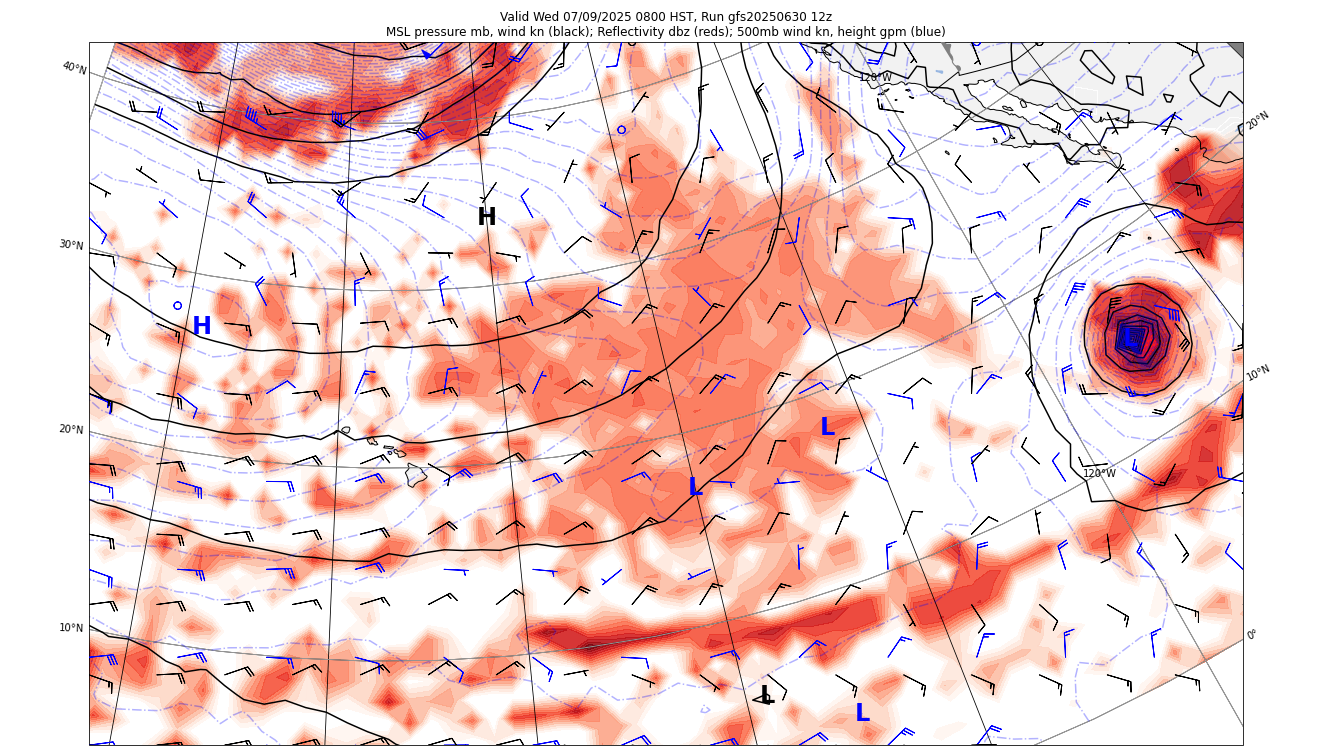 Valid Wed 07/09/2025 0800 HST, Run gfs20250630 12z
MSL pressure mb, wind kn (black); Reflectivity dbz (reds); 500mb wind kn, height gpm (blue)
40°N
120°W
20°N
H
30°N
H
L
10°N
20°N
L
120°W
L
10°N
0°
L
L